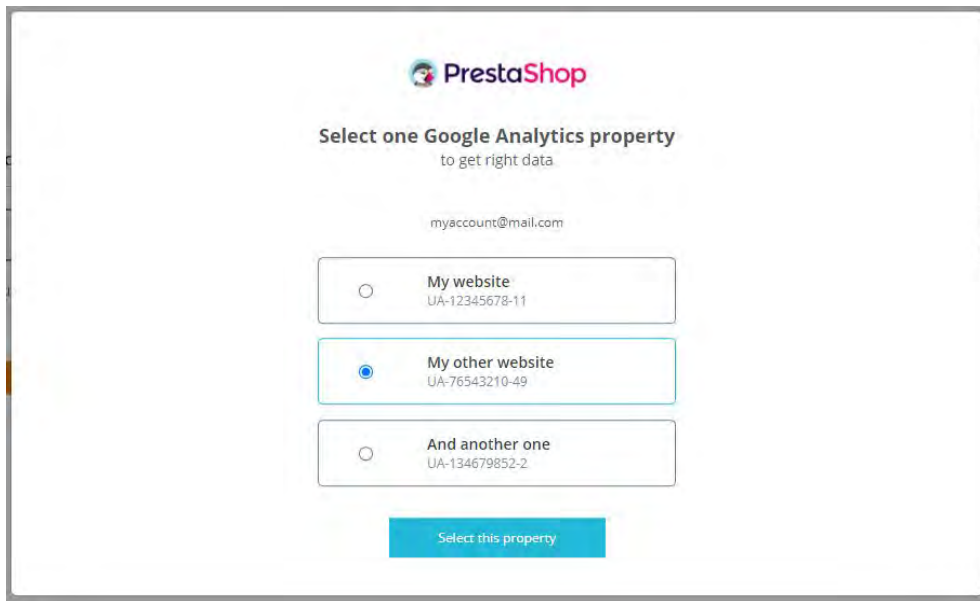 PrestaShop
Select one Google Analytics property
to get right data
myaccount@mail.com
My website
UA-12345678-11
My other website
UA-76543210-49
And another one
UA-134679852-2
Select this property